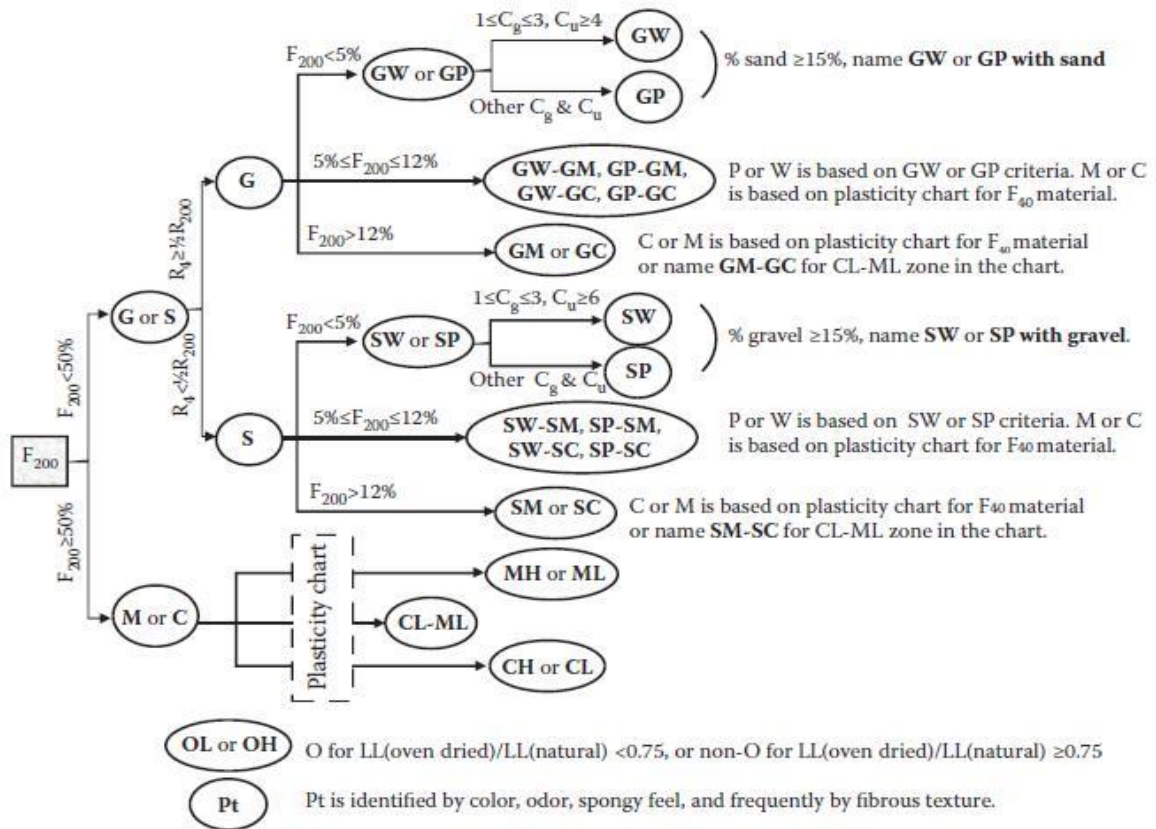 1≤Cg≤3, Cu≥4
GW
F200<5%
GW or GP
% sand ≥15%, name GW or GP with sand
GP
Other Cg & Cu
G
5%≤F200≤12%
GW-GM, GP-GM,
GW-GC, GP-GC
P or W is based on GW or GP criteria. M or C
is based on plasticity chart for F40 material.
R4≥½R200
F200>12%
GM or GC
C or M is based on plasticity chart for F40 material
or name GM-GC for CL-ML zone in the chart.
G or S
1≤Cg≤3, Cu≥6
SW
F200<5%
SW or SP
% gravel ≥15%, name SW or SP with gravel.
SP
Other Cg & Cu
R4<½R200
F200<50%
S
5%≤F200≤12%
SW-SM, SP-SM,
SW-SC, SP-SC
P or W is based on SW or SP criteria. M or C
is based on plasticity chart for F40 material.
F200
F200>12%
SM or SC
C or M is based on plasticity chart for F40 material
or name SM-SC for CL-ML zone in the chart.
F200≥50%
M or C
Plasticity chart
MH or ML
CL-ML
CH or CL
OL or OH
O for LL(oven dried)/LL(natural) <0.75, or non-O for LL(oven dried)/LL(natural) ≥0.75
Pt
Pt is identified by color, odor, spongy feel, and frequently by fibrous texture.